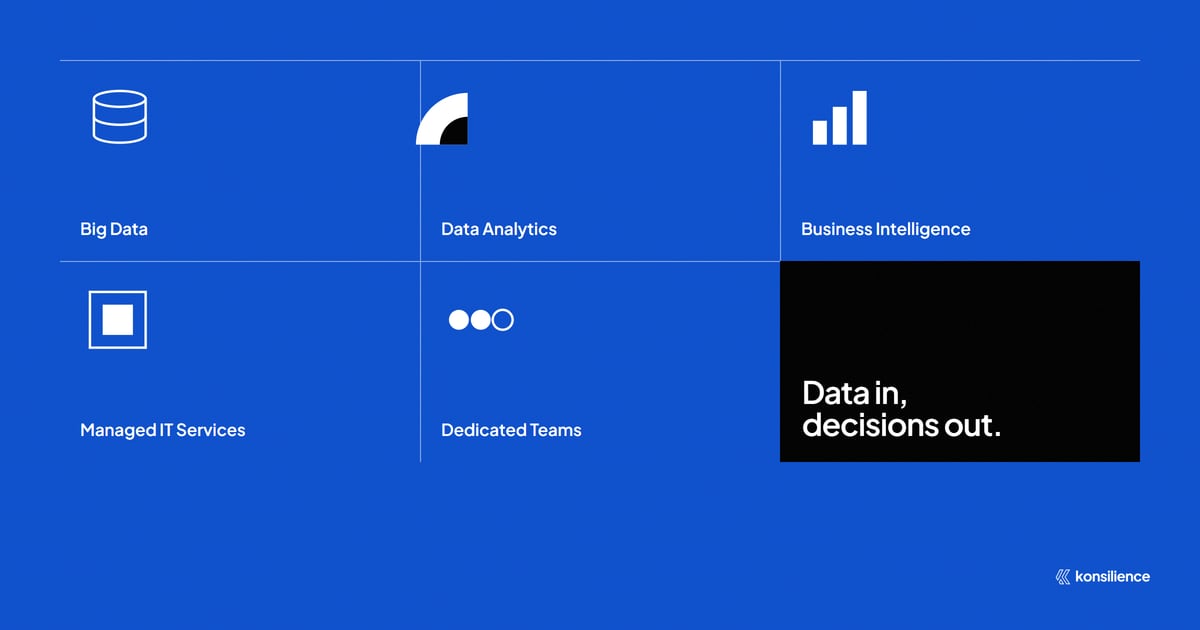 Big Data
Data Analytics
Business Intelligence
Managed IT Services
Dedicated Teams
Data in,
decisions out.
konsilience